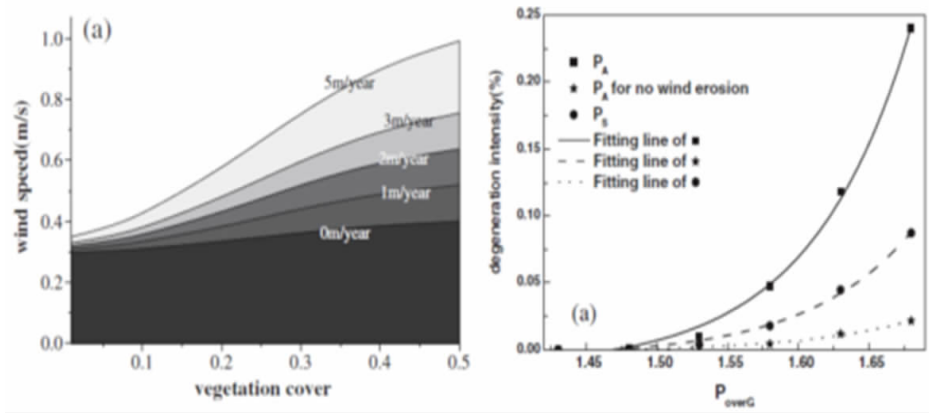 (a)
1.0
0.8
0.6
0.4
0.2
0.0
wind speed(m/s)
5m/year
3m/year
2m/year
1m/year
0m/year
0.1 0.2 0.3 0.4 0.5
vegetation cover
0.25
0.20
0.15
0.10
0.05
0.00
degeneration intensity(%)
P_A
P_A for no wind erosion
P_B
Fitting line of ■
Fitting line of ★
Fitting line of ●
(a)
1.45 1.50 1.55 1.60 1.65
P_overG